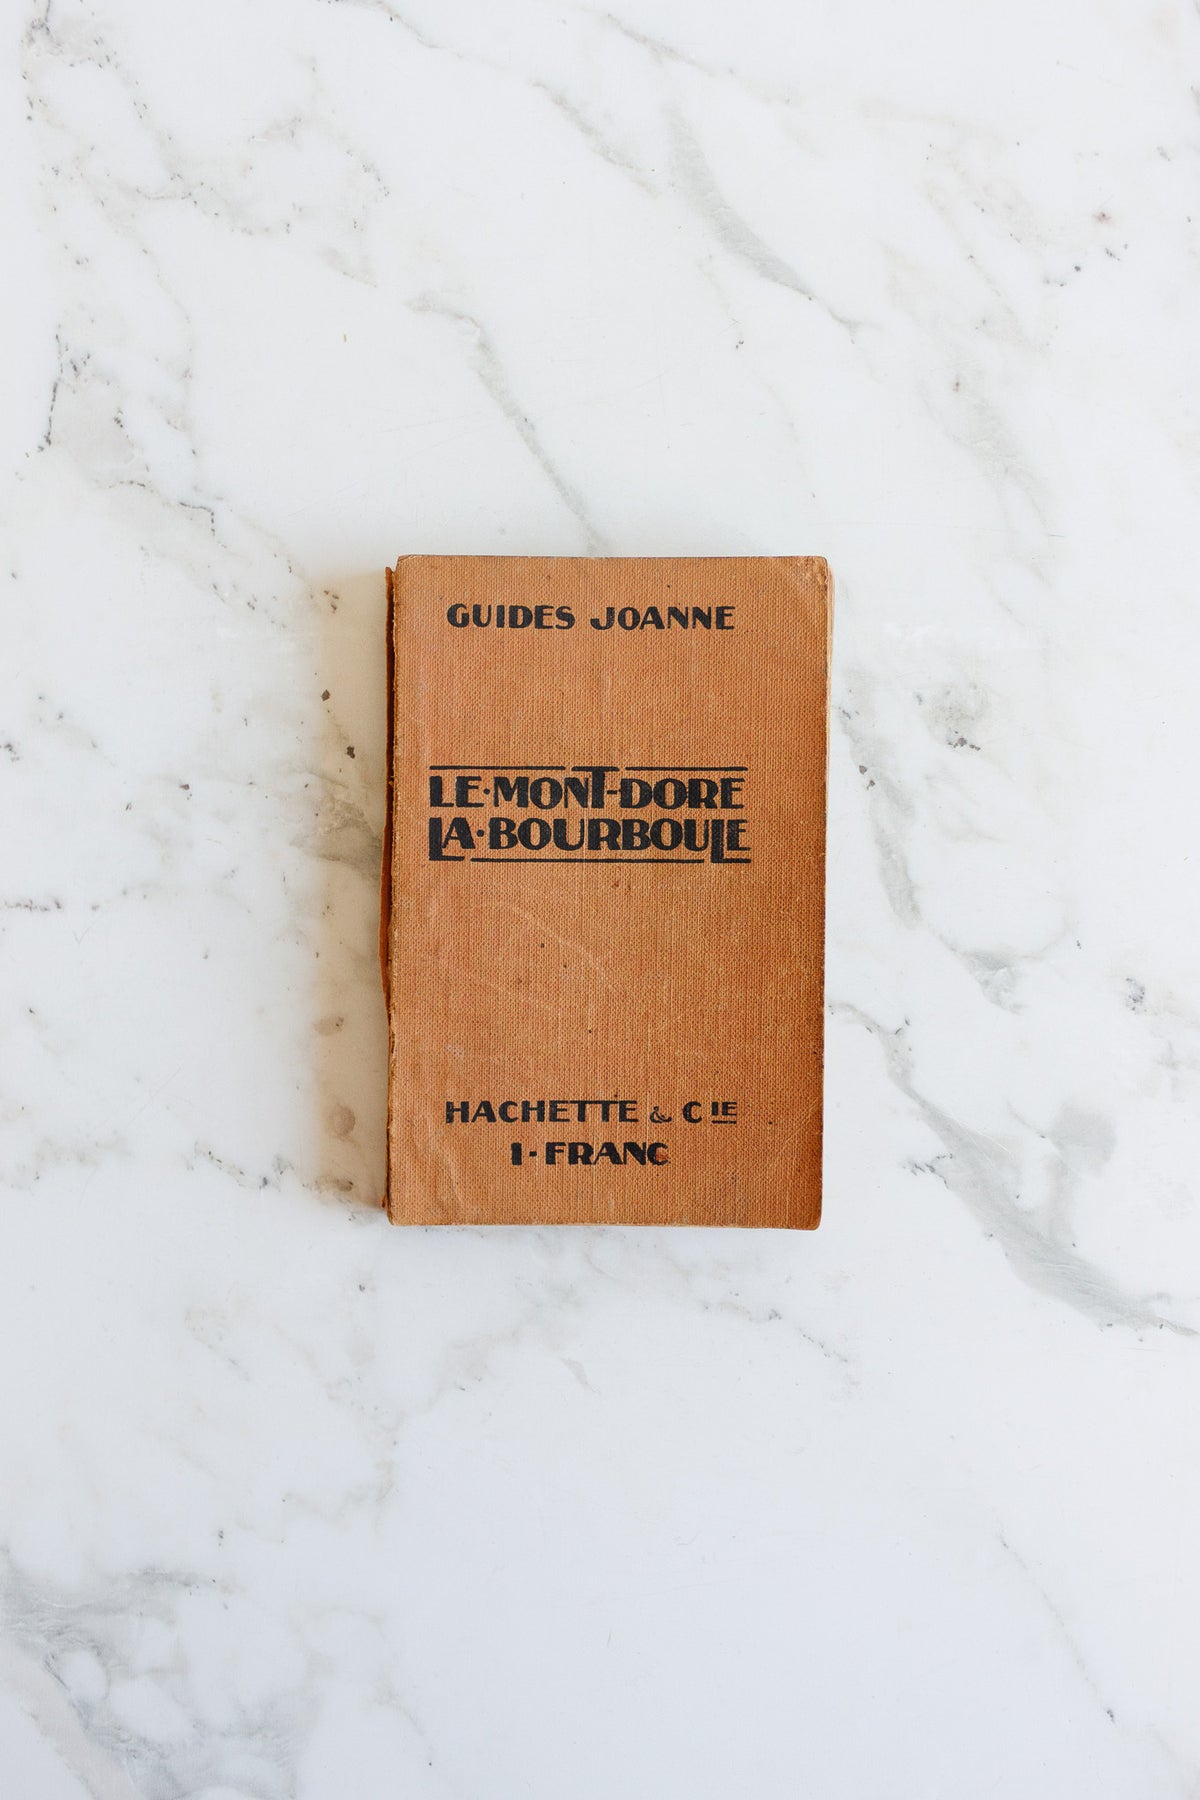 GUIDES JOANNE
LE·MONT-DORE
LA·BOURBOULE
HACHETTE & CIE
1·FRANC